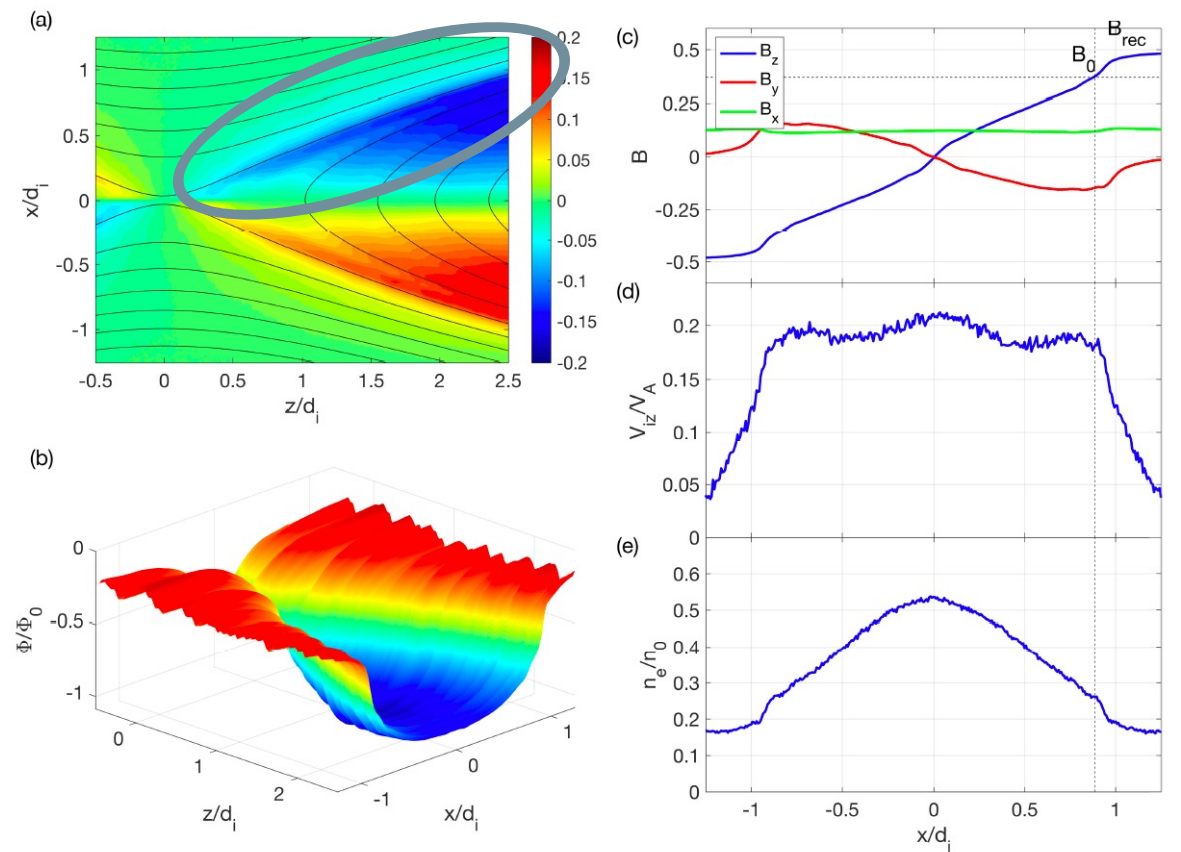 (a)
1
0.5
0
-0.5
-1
x/d_i
-0.5 0 0.5 1 1.5 2 2.5
z/d_i
0.2
0.15
0.1
0.05
0
-0.05
-0.1
-0.15
-0.2
(b)
0
-0.5
-1
Φ/Φ_0
0
1
2
z/d_i
-1
0
1
x/d_i
(c)
B_z
B_y
B_x
B_0
B_rec
0.5
0.25
0
-0.25
-0.5
B
(d)
0.2
0.15
0.1
0.05
0
V_iz/V_A
(e)
0.6
0.5
0.4
0.3
0.2
0.1
0
n_e/n_0
-1 -0.5 0 0.5 1
x/d_i